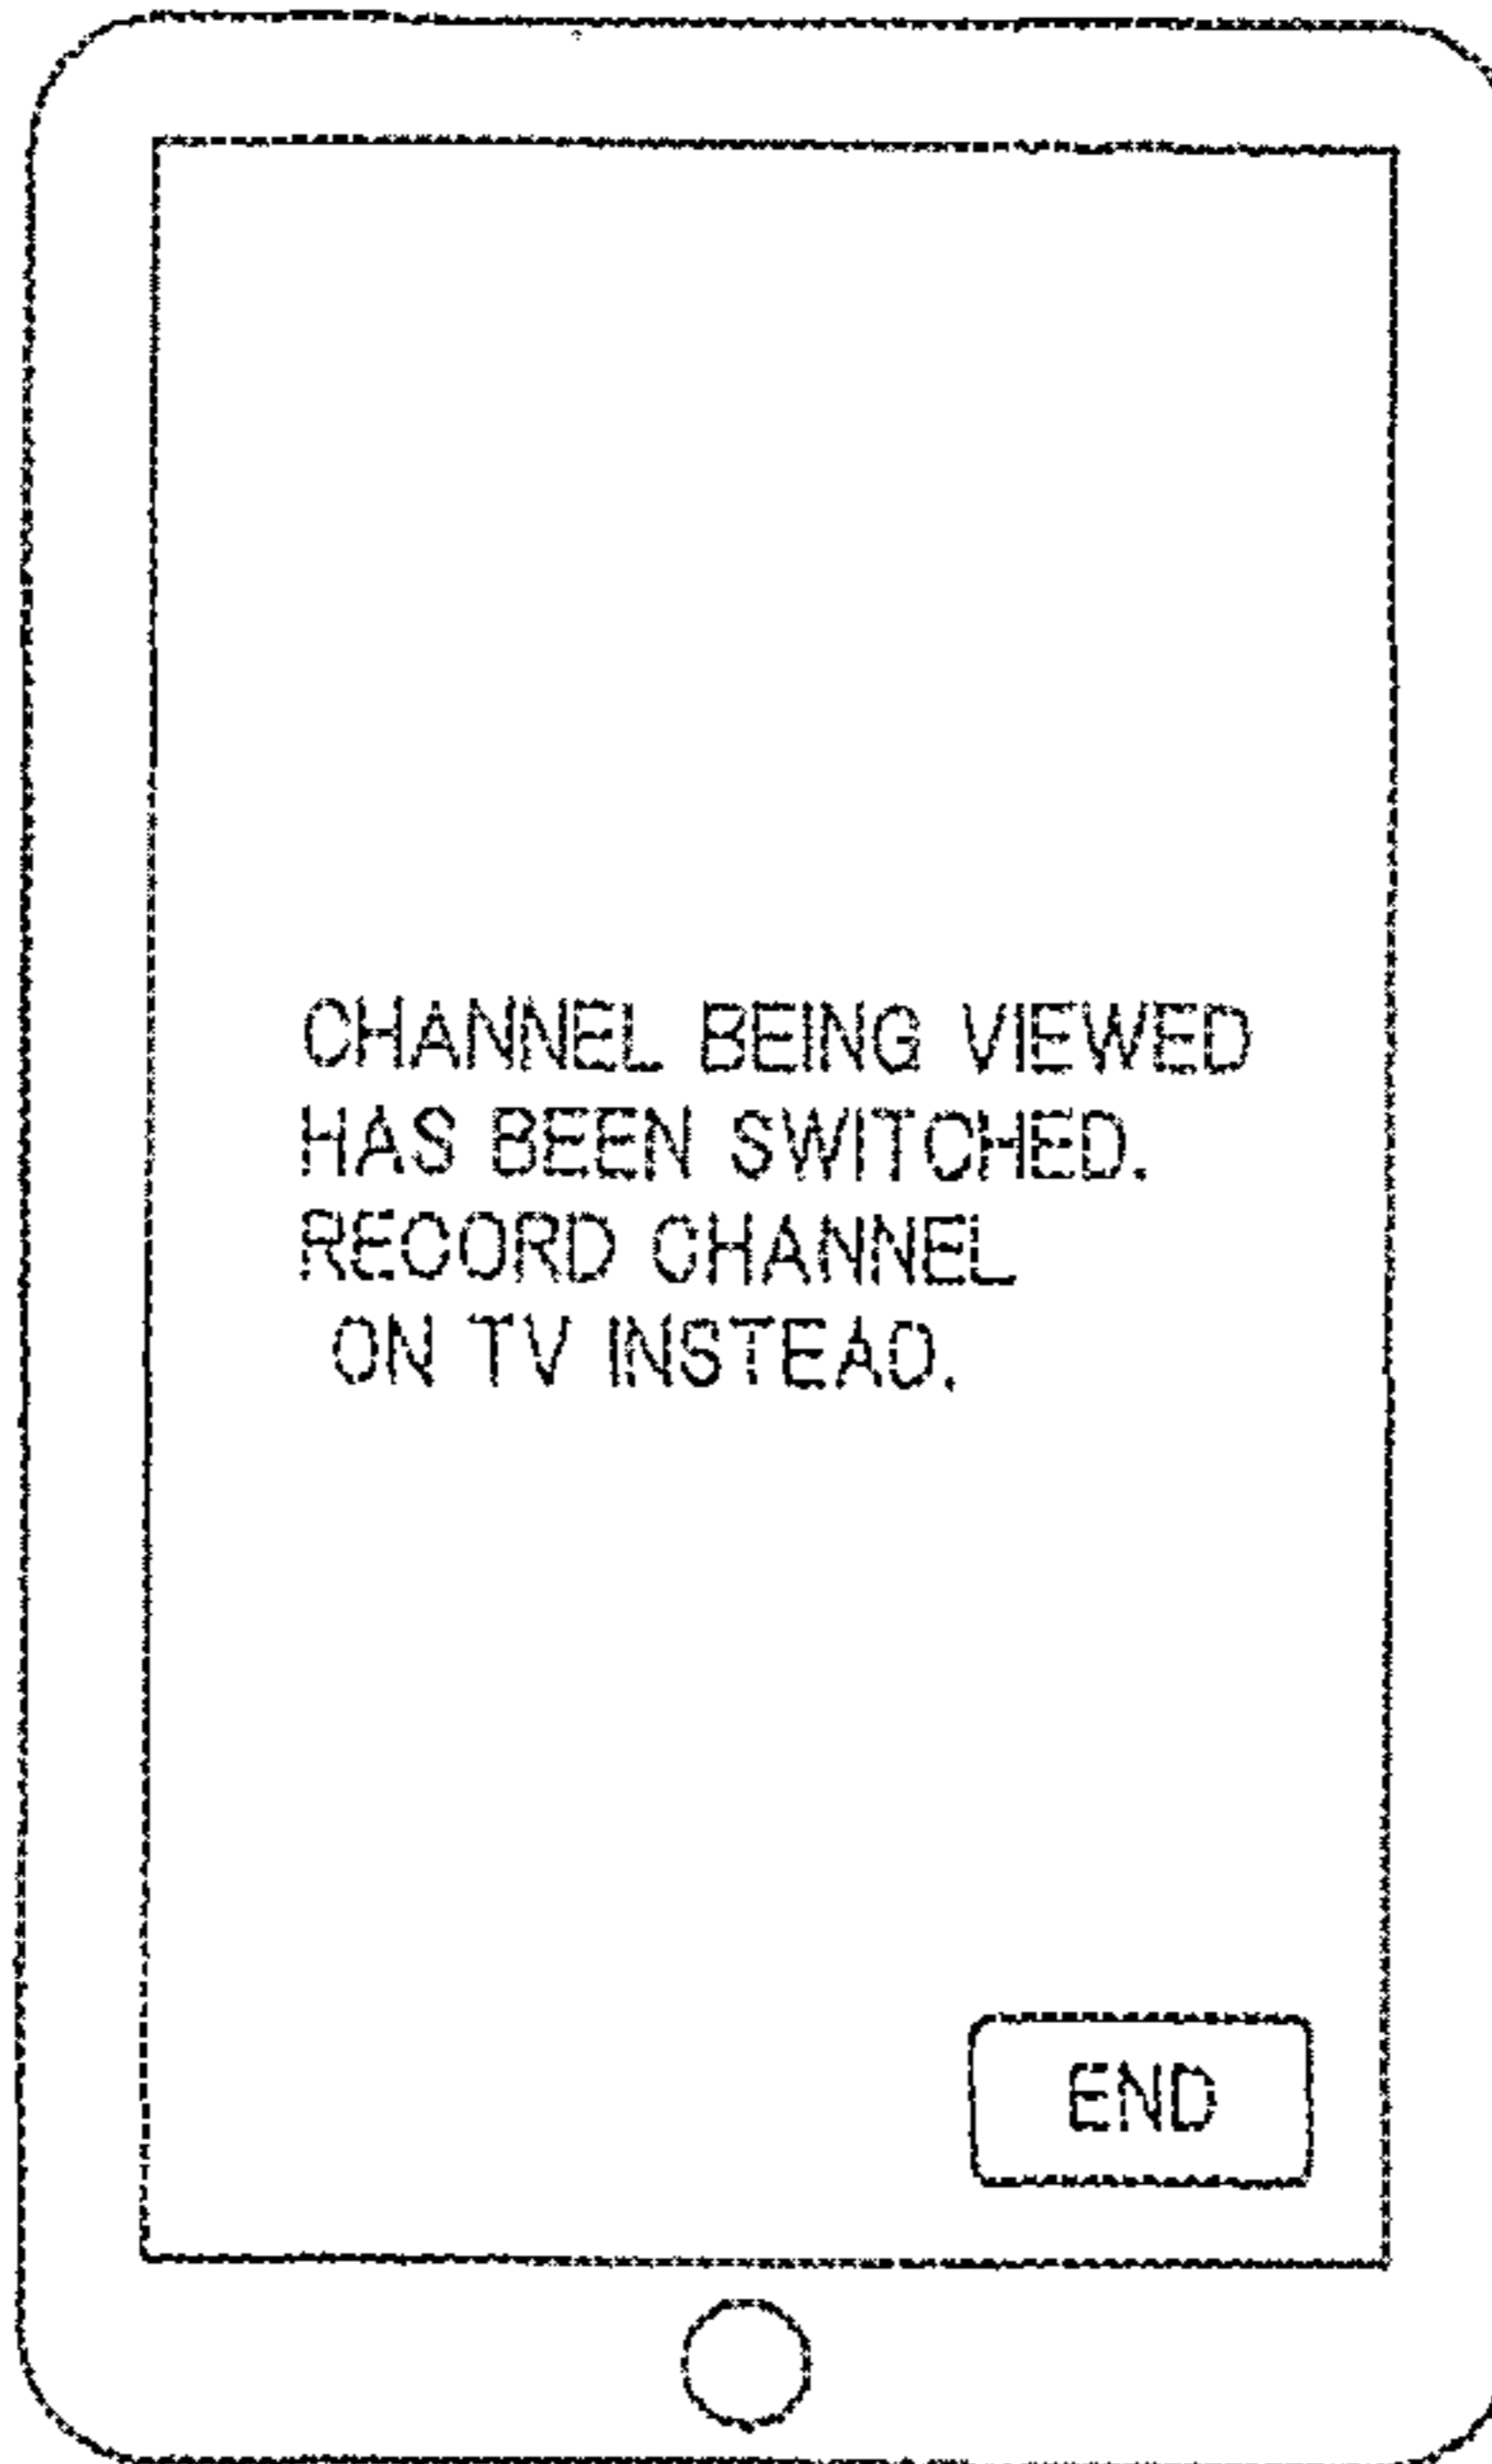 CHANNEL BEING VIEWED
HAS BEEN SWITCHED.
RECORD CHANNEL
ON TV INSTEAD.
END